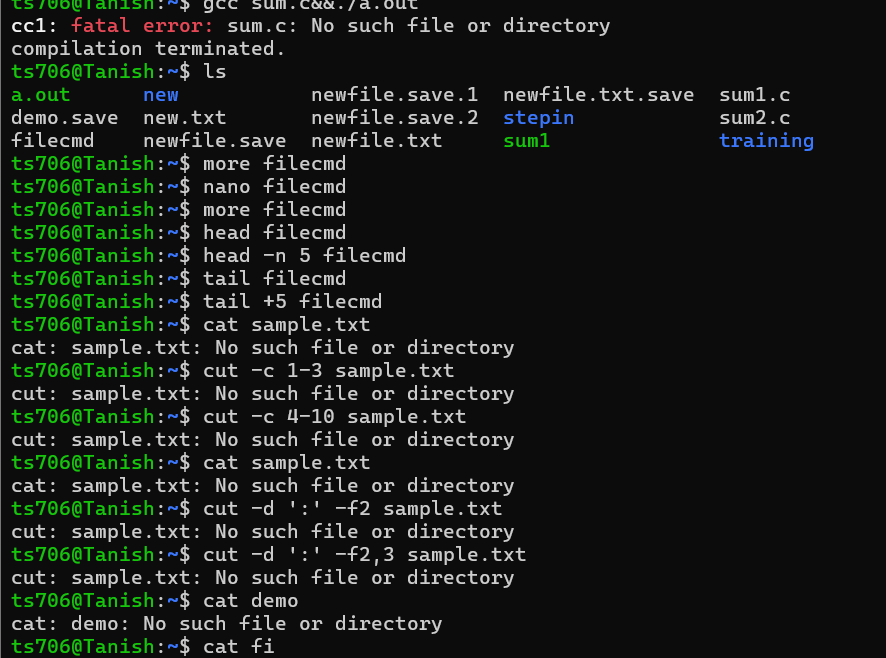 ts706@Tanish:~$ gcc sum.c&&./a.out
cc1: fatal error: sum.c: No such file or directory
compilation terminated.
ts706@Tanish:~$ ls
a.out      new           newfile.save.1  newfile.txt.save  sum1.c
demo.save  new.txt       newfile.save.2  stepin            sum2.c
filecmd    newfile.save  newfile.txt     sum1              training
ts706@Tanish:~$ more filecmd
ts706@Tanish:~$ nano filecmd
ts706@Tanish:~$ more filecmd
ts706@Tanish:~$ head filecmd
ts706@Tanish:~$ head -n 5 filecmd
ts706@Tanish:~$ tail filecmd
ts706@Tanish:~$ tail +5 filecmd
ts706@Tanish:~$ cat sample.txt
cat: sample.txt: No such file or directory
ts706@Tanish:~$ cut -c 1-3 sample.txt
cut: sample.txt: No such file or directory
ts706@Tanish:~$ cut -c 4-10 sample.txt
cut: sample.txt: No such file or directory
ts706@Tanish:~$ cat sample.txt
cat: sample.txt: No such file or directory
ts706@Tanish:~$ cut -d ':' -f2 sample.txt
cut: sample.txt: No such file or directory
ts706@Tanish:~$ cut -d ':' -f2,3 sample.txt
cut: sample.txt: No such file or directory
ts706@Tanish:~$ cat demo
cat: demo: No such file or directory
ts706@Tanish:~$ cat fi